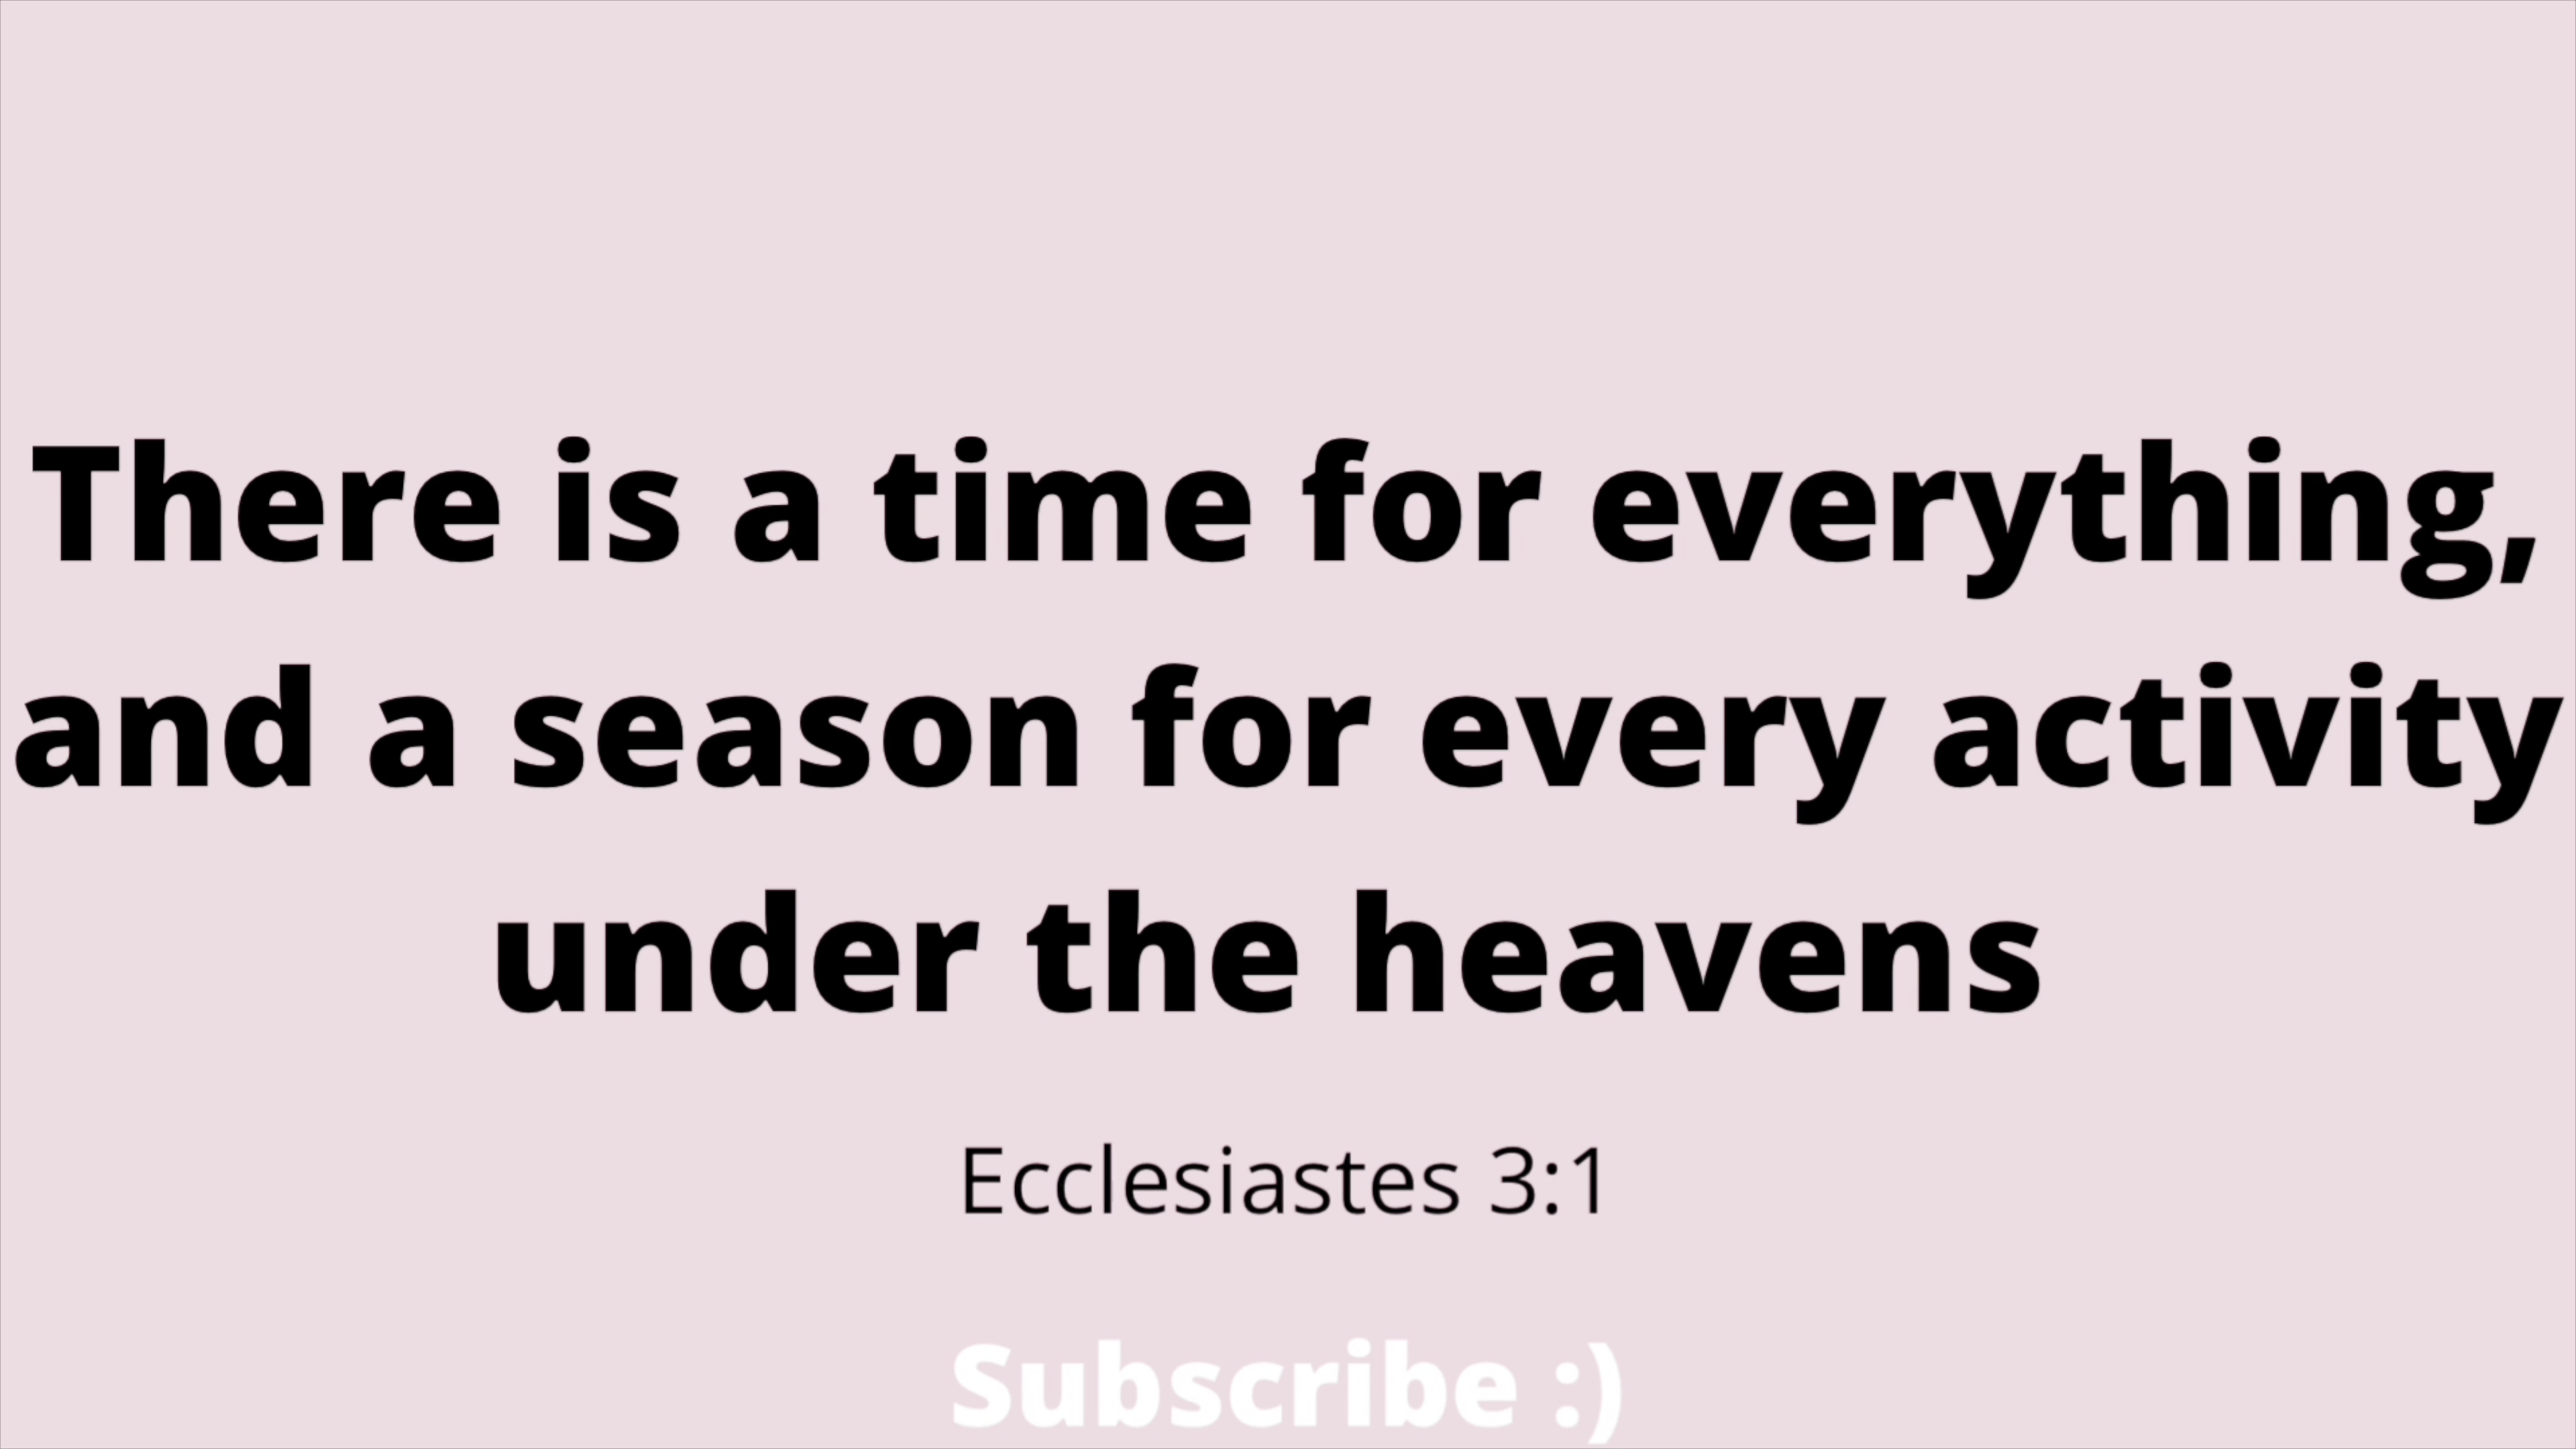 There is a time for everything,
and a season for every activity
under the heavens
Ecclesiastes 3:1
Subscribe :)